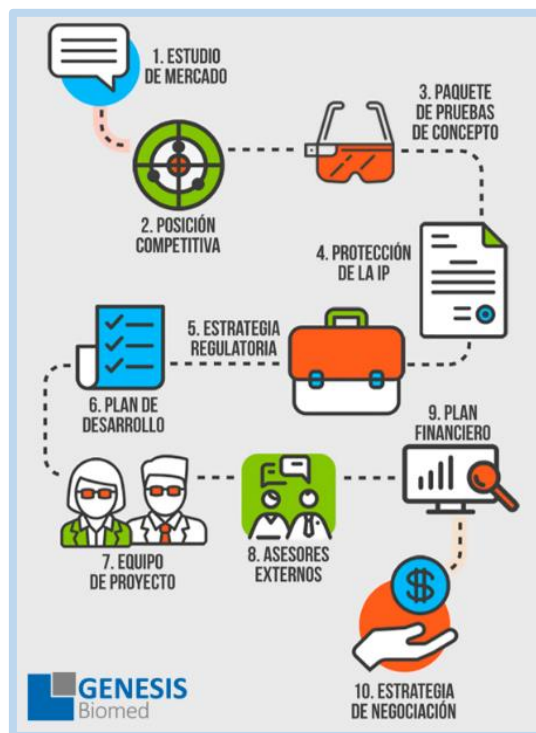 1. ESTUDIO
DE MERCADO
2. POSICIÓN
COMPETITIVA
3. PAQUETE
DE PRUEBAS
DE CONCEPTO
4. PROTECCIÓN
DE LA IP
5. ESTRATEGIA
REGULATORIA
6. PLAN DE
DESARROLLO
7. EQUIPO
DE PROYECTO
8. ASESORES
EXTERNOS
9. PLAN
FINANCIERO
$
10. ESTRATEGIA
DE NEGOCIACIÓN
GENESIS
Biomed